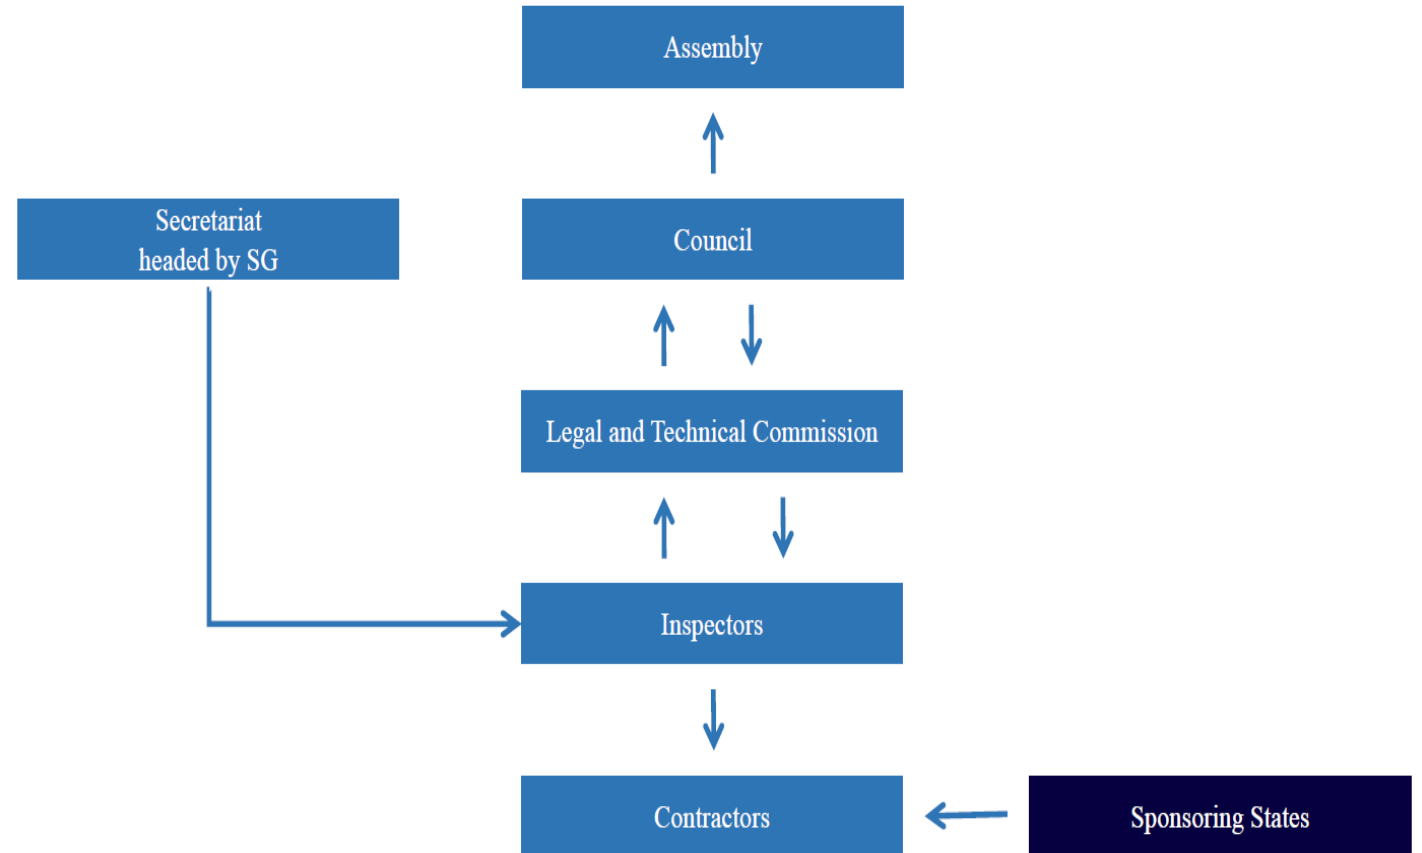 Assembly
Secretariat
headed by SG
Council
Legal and Technical Commission
Inspectors
Contractors
Sponsoring States